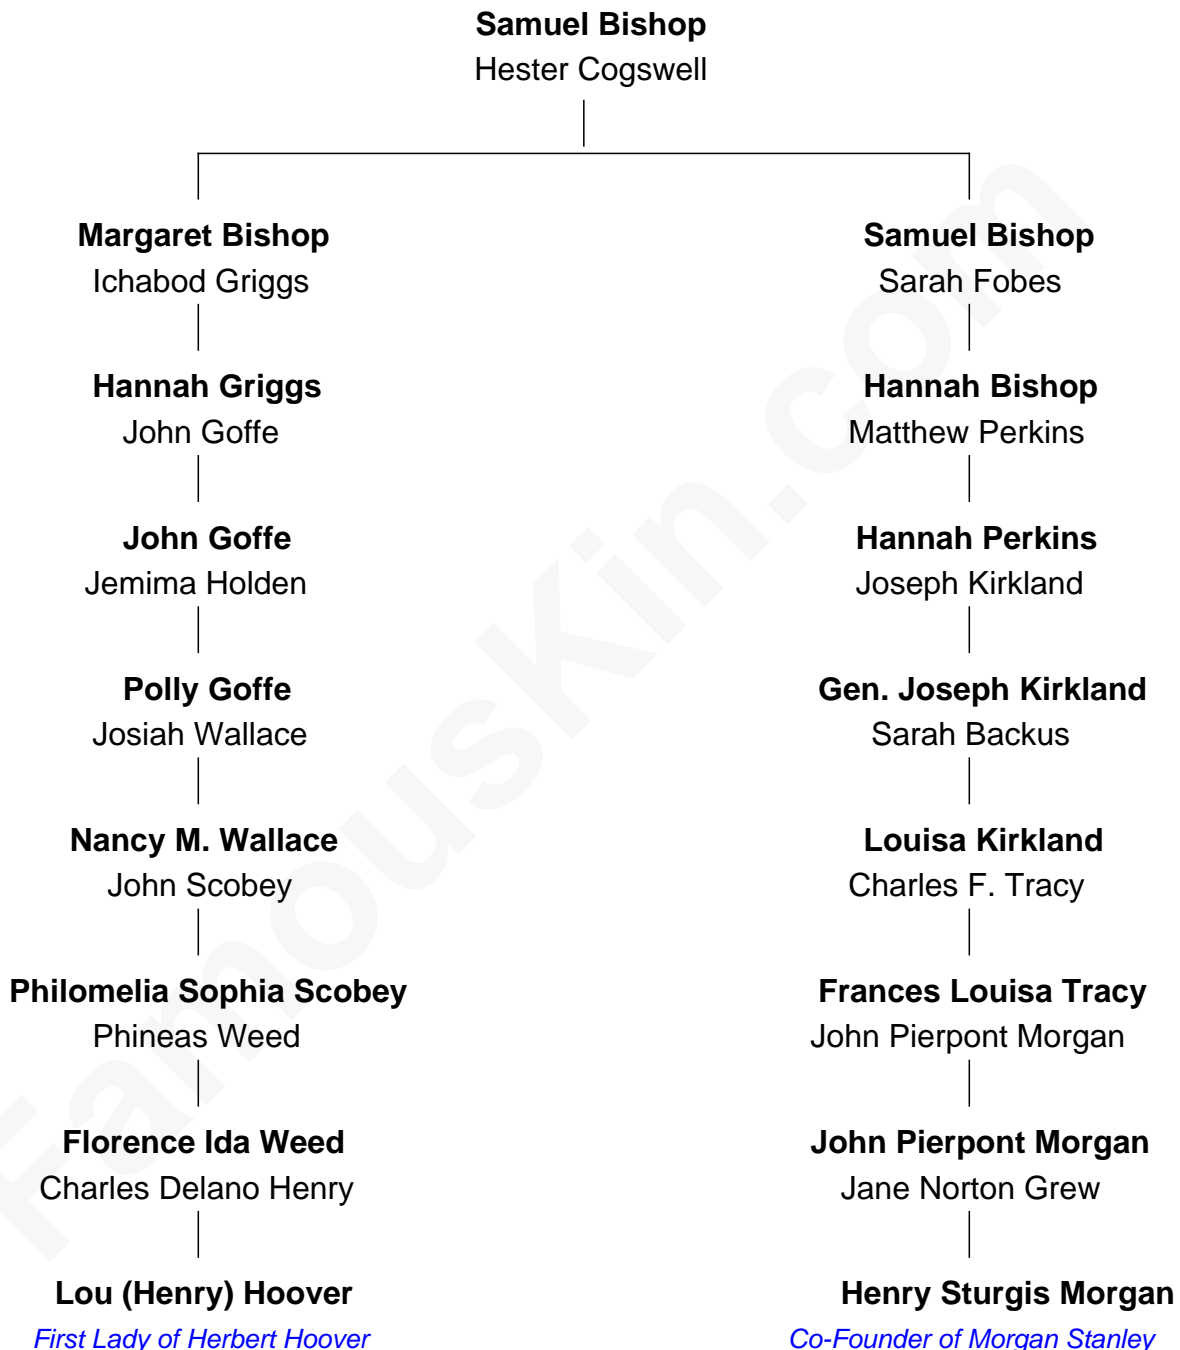 Samuel Bishop
Hester Cogswell
Margaret Bishop
Ichabod Griggs
Samuel Bishop
Sarah Fobes
Hannah Griggs
John Goffe
Hannah Bishop
Matthew Perkins
John Goffe
Jemima Holden
Hannah Perkins
Joseph Kirkland
Polly Goffe
Josiah Wallace
Gen. Joseph Kirkland
Sarah Backus
Nancy M. Wallace
John Scobey
Louisa Kirkland
Charles F. Tracy
Philomelia Sophia Scobey
Phineas Weed
Frances Louisa Tracy
John Pierpont Morgan
Florence Ida Weed
Charles Delano Henry
John Pierpont Morgan
Jane Norton Grew
Lou (Henry) Hoover
First Lady of Herbert Hoover
Henry Sturgis Morgan
Co-Founder of Morgan Stanley
FamousKin.com